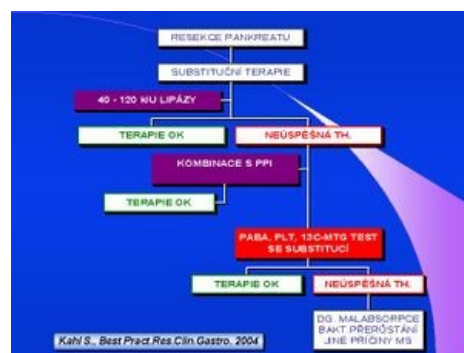 RESEKCE PANKREATU
SUBSTITUČNÍ TERAPIE
40 - 120 kIU LIPÁZY
TERAPIE OK
NEÚSPĚŠNÁ TH.
KOMBINACE S PPI
TERAPIE OK
PABA, PLT, 13C-MTG TEST
SE SUBSTITUCÍ
TERAPIE OK
NEÚSPĚŠNÁ TH.
DG. MALABSORPCE
BAKT. PŘERŮSTÁNÍ
JINÉ PŘÍČINY MS
Kahl S., Best Pract.Res.Clin.Gastro. 2004